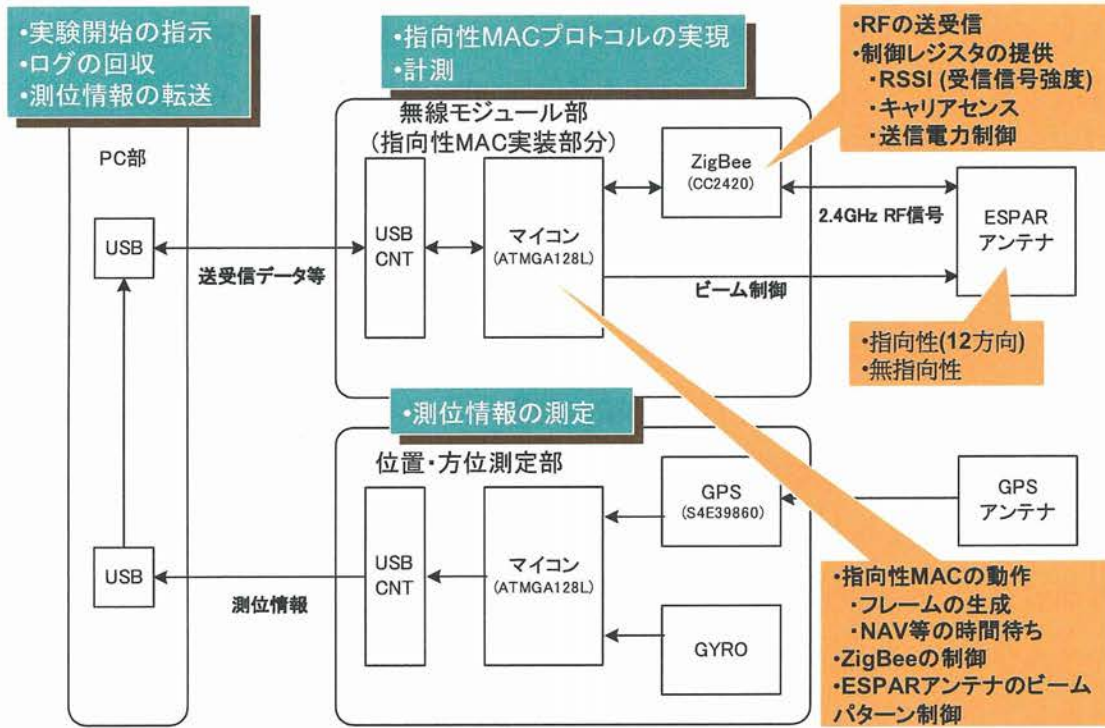 •実験開始の指示
•ログの回収
•測位情報の転送
•指向性MACプロトコルの実現
•計測
•RFの送受信
•制御レジスタの提供
•RSSI (受信信号強度)
•キャリアセンス
•送信電力制御
PC部
無線モジュール部
(指向性MAC実装部分)
ZigBee
(CC2420)
2.4GHz RF信号
ESPAR
アンテナ
USB
送受信データ等
USB
CNT
マイコン
(ATMGA128L)
ビーム制御
•指向性(12方向)
•無指向性
•測位情報の測定
位置・方位測定部
GPS
(S4E39860)
GPS
アンテナ
USB
測位情報
USB
CNT
マイコン
(ATMGA128L)
GYRO
•指向性MACの動作
•フレームの生成
•NAV等の時間待ち
•ZigBeeの制御
•ESPARアンテナのビーム
パターン制御